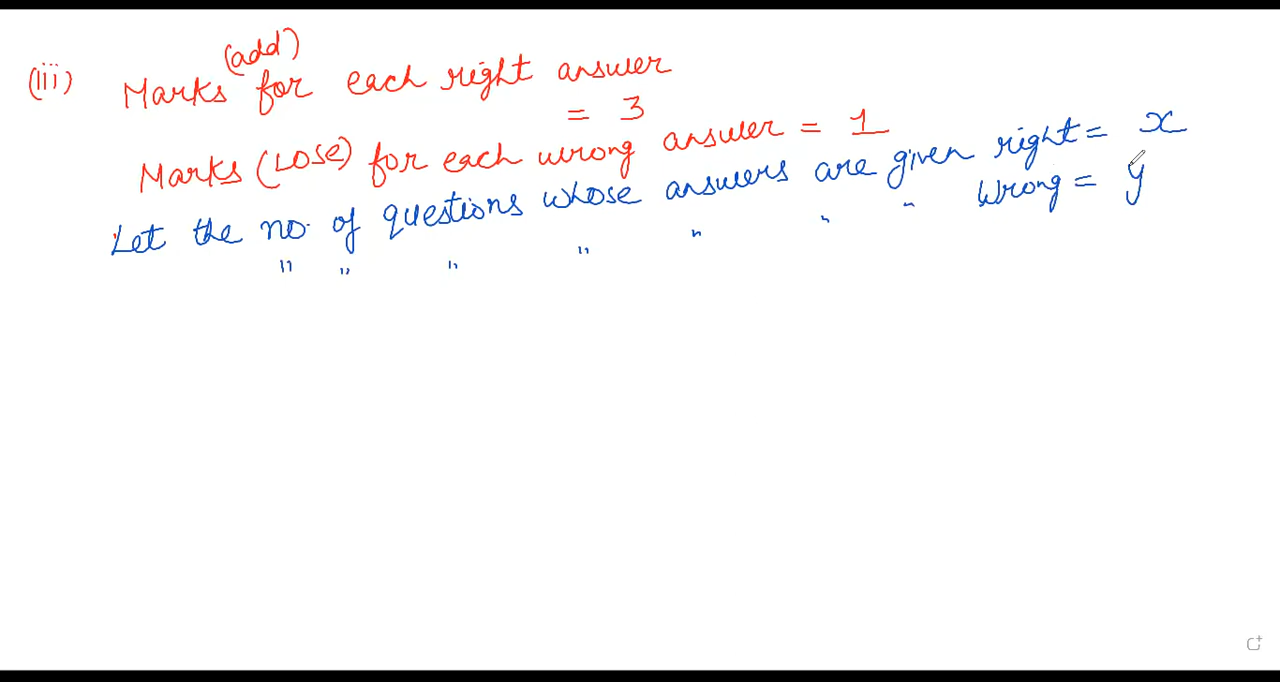 (iii) Marks (add) for each right answer
= 3
Marks (LOSE) for each wrong answer = 1
Let the no. of questions whose answers are given right = x
" " " " " " " Wrong = y